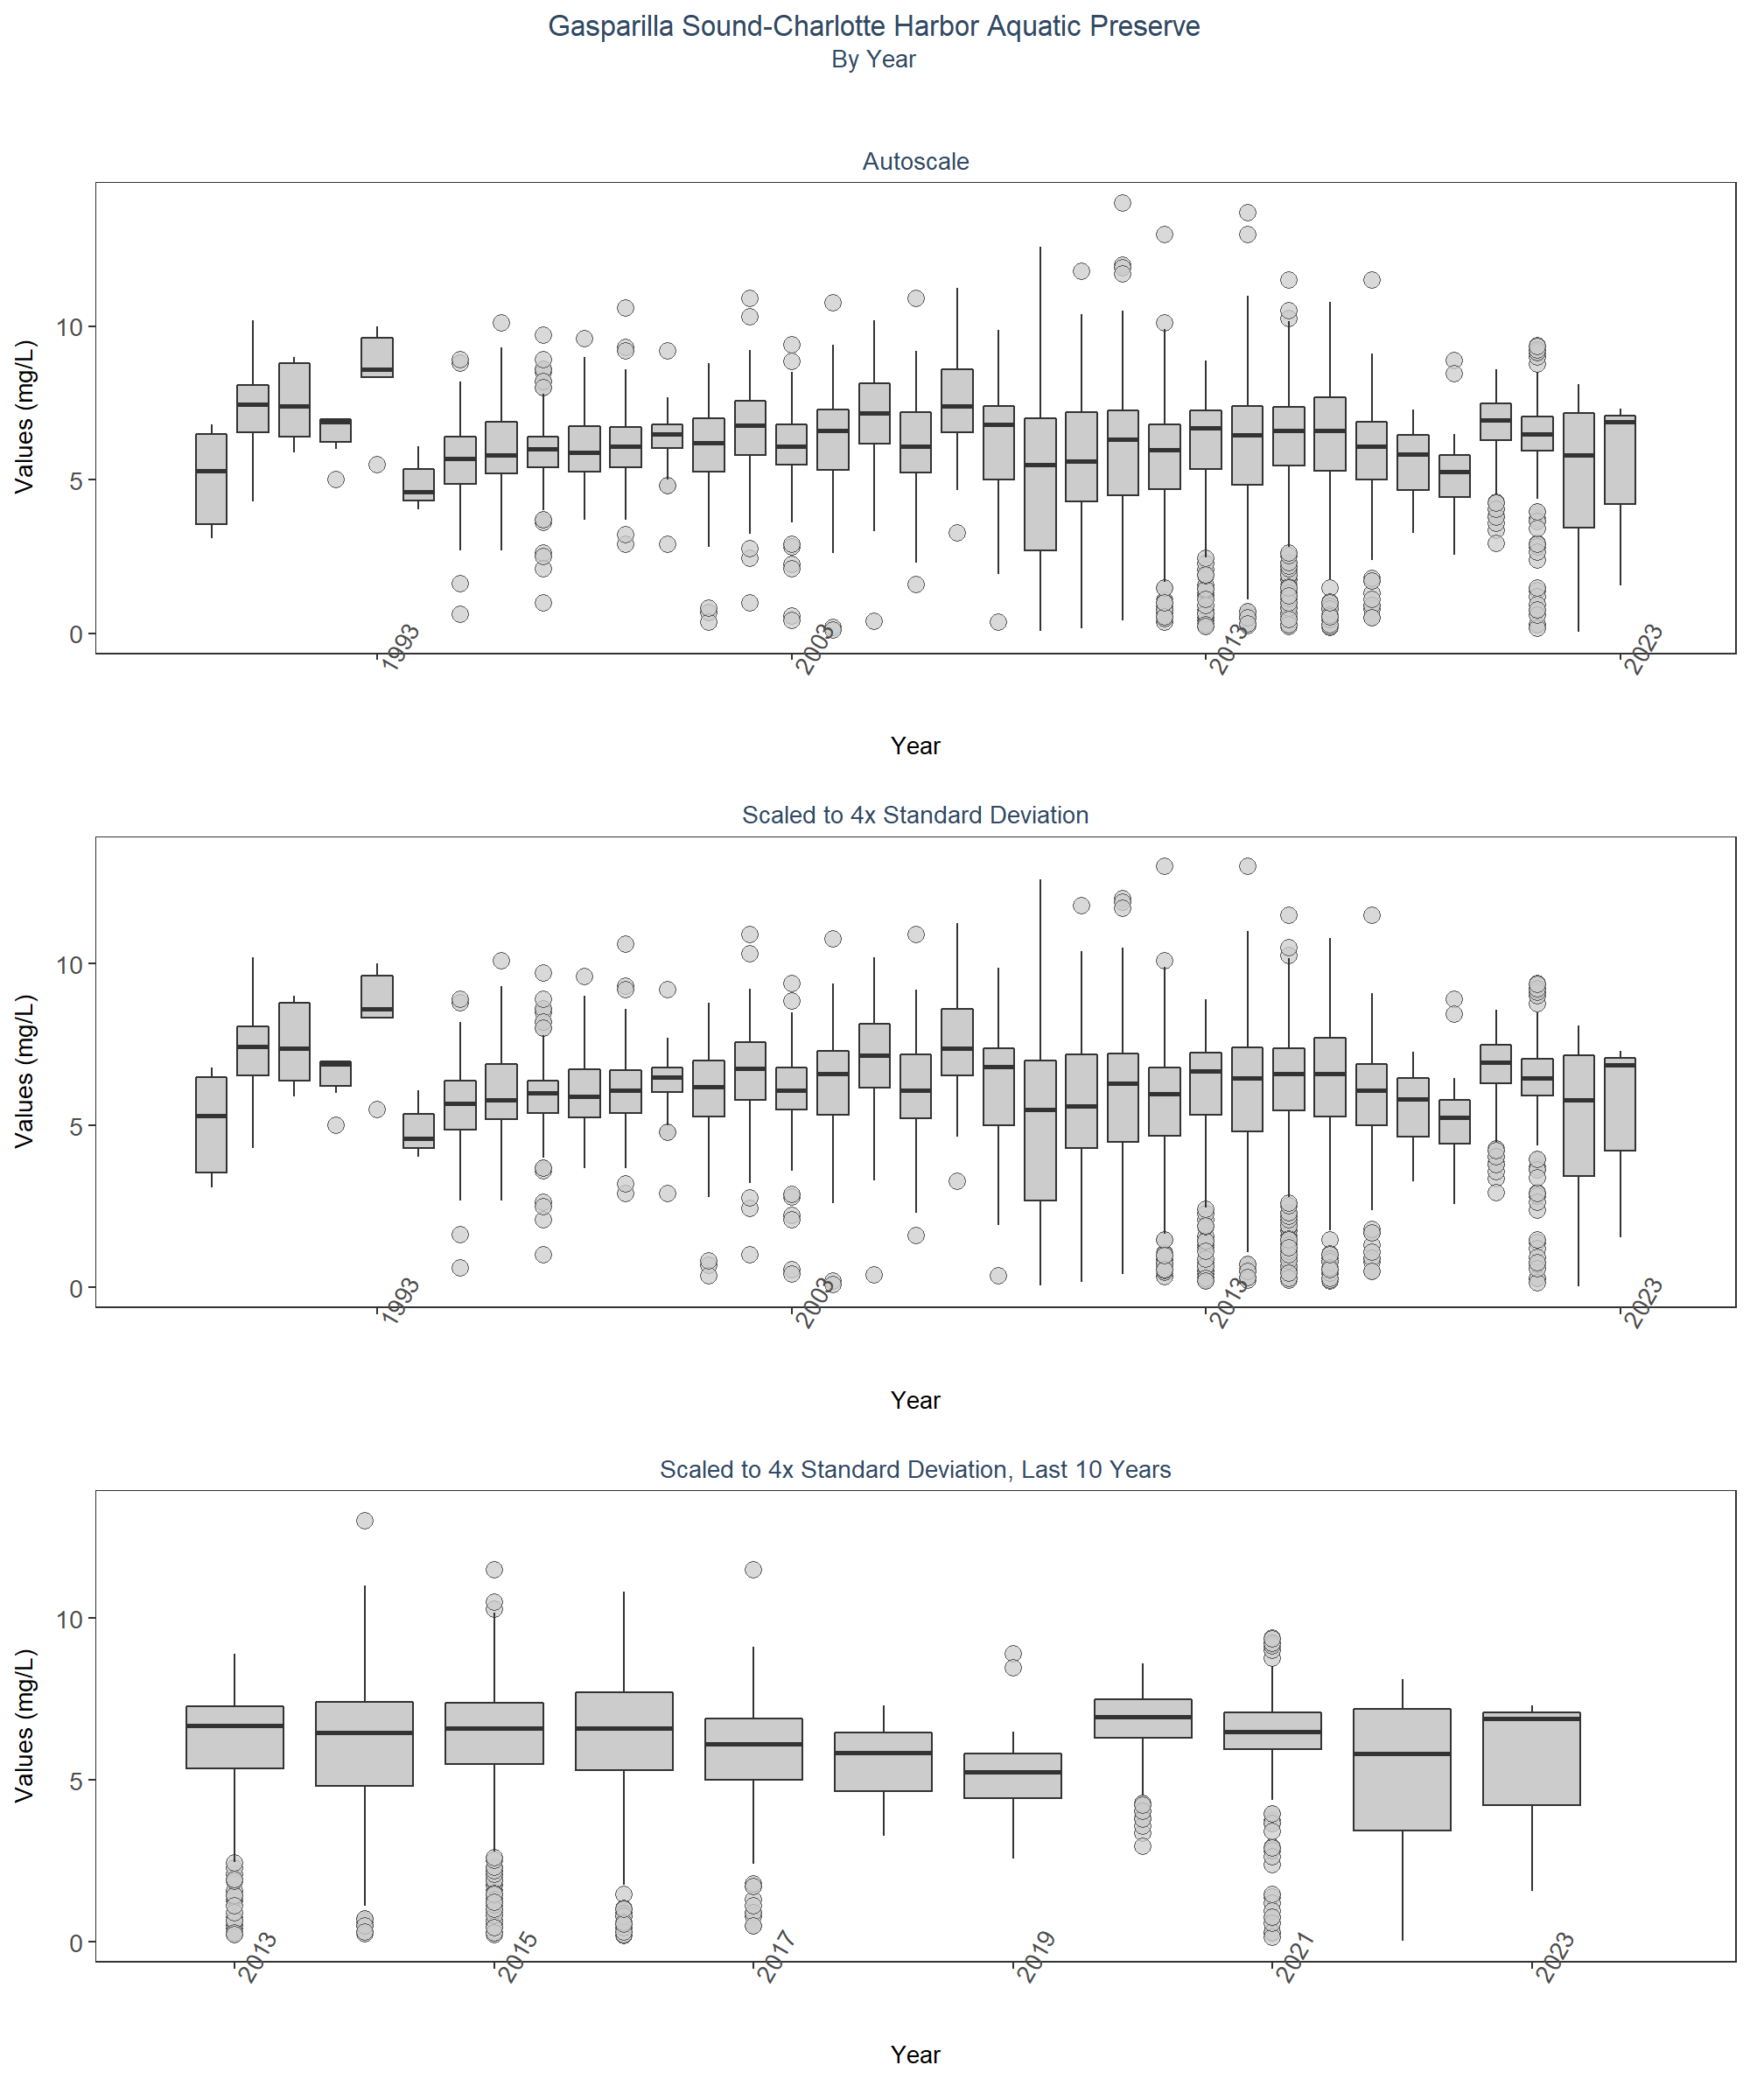 Gasparilla Sound-Charlotte Harbor Aquatic Preserve
By Year
Autoscale
Values (mg/L)
10
5
0
1993
2003
2013
2023
Year
Scaled to 4x Standard Deviation
Values (mg/L)
10
5
0
1993
2003
2013
2023
Year
Scaled to 4x Standard Deviation, Last 10 Years
Values (mg/L)
10
5
0
2013
2015
2017
2019
2021
2023
Year